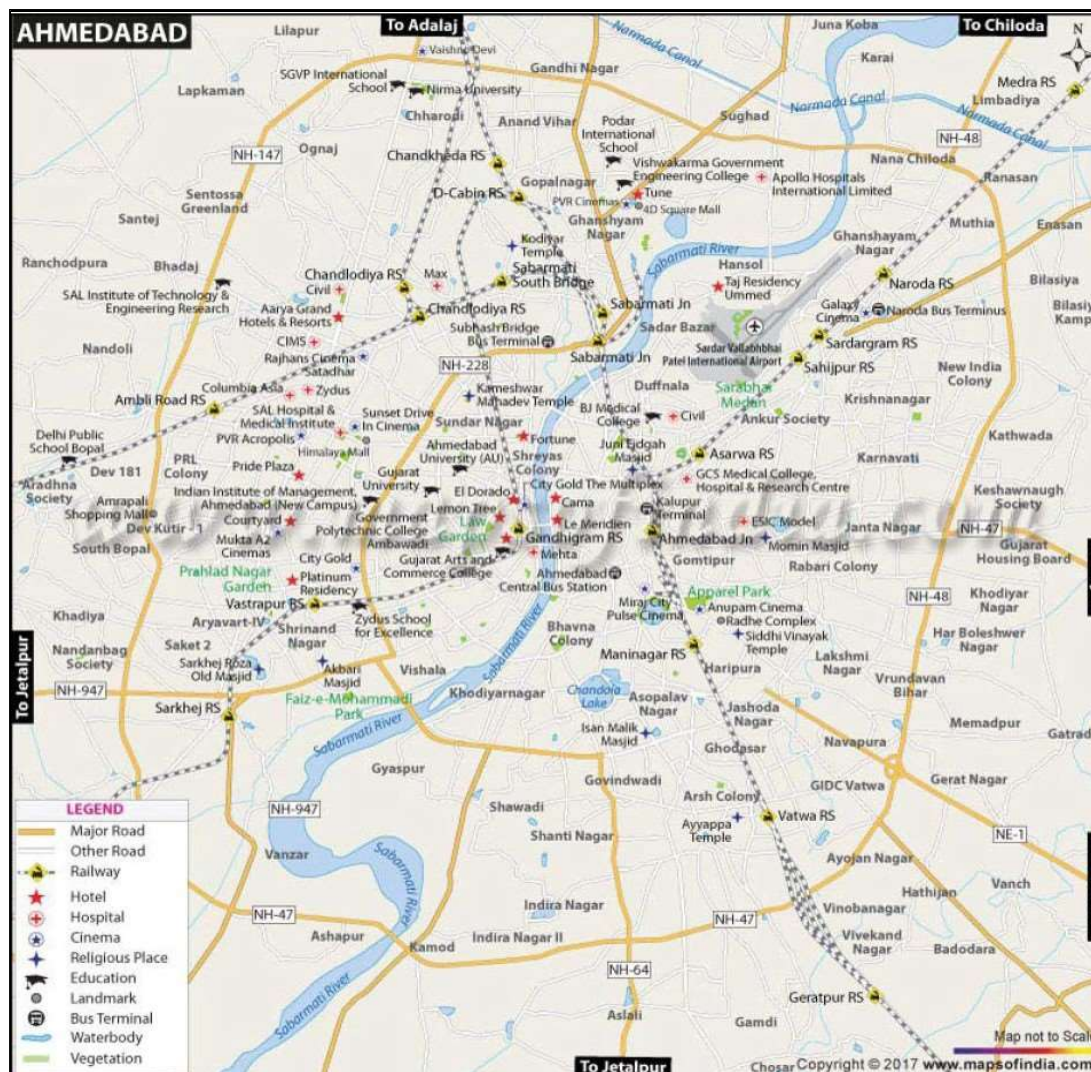 AHMEDABAD
To Adalaj
To Chiloda
N
Lilapur
Vaishno Devi
Juna Koba
Narmada Canal
Karai
SGVP International
School
Gandhi Nagar
Medra RS
Lapkaman
Nirma University
Limbadiya
Chharodi
Anand Vihar
Sughad
Narmada Canal
NH-48
Narmada Canal
Ognaj
Podar
International
School
NH-147
Chandkheda RS
Vishwakarma Government
Engineering College
Nana Chiloda
Apollo Hospitals
International Limited
Ranasan
Sentossa
Greenland
Gopalnagar
D-Cabin RS
Tune
PVR Cinemas
4D Square Mall
Santej
Ghanshyam
Nagar
Muthia
Enasan
Kodiyar
Temple
Sabarmati River
Ghanshayam
Nagar
Ranchodpura
Bhadaj
Chandlodiya RS
Max
Sabarmati
South Bridge
Hansol
Naroda RS
Bilasiya
SAL Institute of Technology &
Engineering Research
Civil
Taj Residency
Ummed
Bilasiya
Kamp
Aarya Grand
Hotels & Resorts
Chandlodiya RS
Sabarmati Jn
Galaxy
Cinema
Naroda Bus Terminus
Subhash Bridge
Bus Terminal
Sadar Bazar
Sardar Vallabhbhai
Patel International Airport
Sardargram RS
Nandoli
CIMS
Rajhans Cinema
Satadhar
Sabarmati Jn
Sahijpur RS
NH-228
New India
Colony
Columbia Asia
Zydus
Kameshwar
Mahadev Temple
Duffnala
Sarabhai
Medan
Krishnanagar
Ambli Road RS
SAL Hospital &
Medical Institute
Sunset Drive
In Cinema
BJ Medical
College
Civil
Ankur Society
Sundar Nagar
Delhi Public
School Bopal
PVR Acropolis
Himalaya Mall
Ahmedabad
University (AU)
Fortune
Juni Eidgah
Masjid
Asarwa RS
Kathwada
Dev 181
PRL
Colony
Pride Plaza
Gujarat
University
Shreyas
Colony
Karnavati
Aradhna
Society
City Gold The Multiplex
GCS Medical College,
Hospital & Research Centre
Keshawnaugh
Society
Amrapali
Shopping Mall
Indian Institute of Management,
Ahmedabad (New Campus)
El Dorado
Cama
Kalupur
Terminal
Lemon Tree
Dev Kutir - 1
Courtyard
Government
Polytechnic College
Law
Garden
Le Meridien
ESIC Model
Janta Nagar
NH-47
Mukta A2
Cinemas
Ambawadi
Gandhigram RS
Ahmedabad Jn
Momin Masjid
Gujarat
Housing Board
South Bopal
City Gold
Gujarat Arts and
Commerce College
Mehta
Gomtipur
Rabari Colony
Prahlad Nagar
Garden
Platinum
Residency
Ahmedabad
Central Bus Station
Apparel Park
NH-48
Khodiyar
Nagar
Khadiya
Vastrapur RS
Miraj City
Pulse Cinema
Anupam Cinema
Radhe Complex
Aryavart-IV
Zydus School
for Excellence
Sabarmati River
Bhavna
Colony
Siddhi Vinayak
Temple
Har Boleshwer
Nagar
Saket 2
Shrinand
Nagar
Maninagar RS
Haripura
Lakshmi
Nagar
Nandanbag
Society
Sarkhej Roza
Old Masjid
Akbari
Masjid
Vishala
Vrundavan
Bihar
To Jetalpur
NH-947
Faiz-e-Mohammadi
Park
Khodiyarnagar
Chandola
Lake
Asopalav
Nagar
Jashoda
Nagar
Sarkhej RS
Sabarmati River
Isan Malik
Masjid
Memadpur
Navapura
Gatrad
Ghodasar
Gyaspur
Govindwadi
GIDC Vatwa
Gerat Nagar
Arsh Colony
NH-947
Shawadi
Ayyappa
Temple
Vatwa RS
Shanti Nagar
NE-1
Vanzar
Ayojan Nagar
Sabarmati River
Hathijan
Vanch
Indira Nagar
NH-47
NH-47
Vinobanagar
Ashapur
Kamod
Indira Nagar II
Vivekand
Nagar
Badodara
NH-64
Geratpur RS
Sabarmati River
Aslali
Gamdi
To Jetalpur
Chosar
LEGEND
Major Road
Other Road
Railway
Hotel
Hospital
Cinema
Religious Place
Education
Landmark
Bus Terminal
Waterbody
Vegetation
Map not to Scale
Copyright © 2017 www.mapsofindia.com